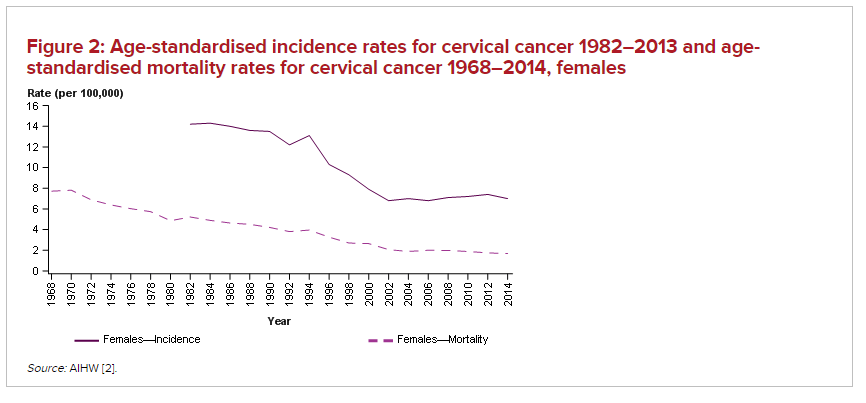 Figure 2: Age-standardised incidence rates for cervical cancer 1982–2013 and age-
standardised mortality rates for cervical cancer 1968–2014, females
Rate (per 100,000)
16
14
12
10
8
6
4
2
0
1968 1970 1972 1974 1976 1978 1980 1982 1984 1986 1988 1990 1992 1994 1996 1998 2000 2002 2004 2006 2008 2010 2012 2014
Year
Females—Incidence Females—Mortality
Source: AIHW [2].